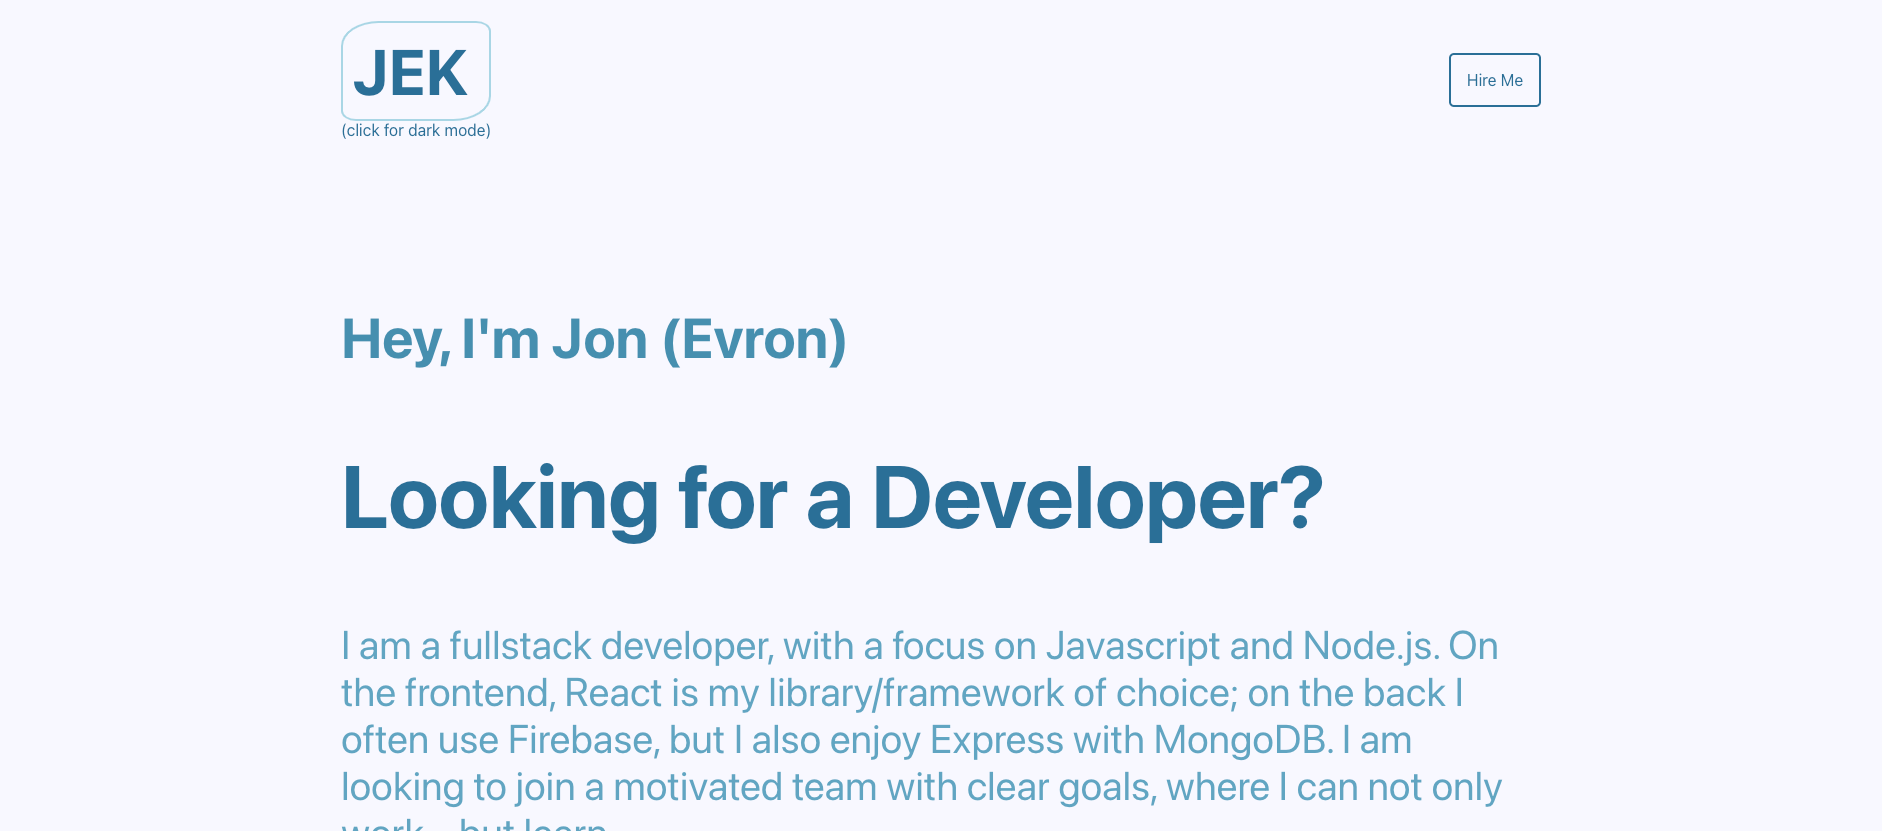 JEK
(click for dark mode)
Hire Me
Hey, I'm Jon (Evron)
Looking for a Developer?
I am a fullstack developer, with a focus on Javascript and Node.js. On
the frontend, React is my library/framework of choice; on the back I
often use Firebase, but I also enjoy Express with MongoDB. I am
looking to join a motivated team with clear goals, where I can not only
work
but learn